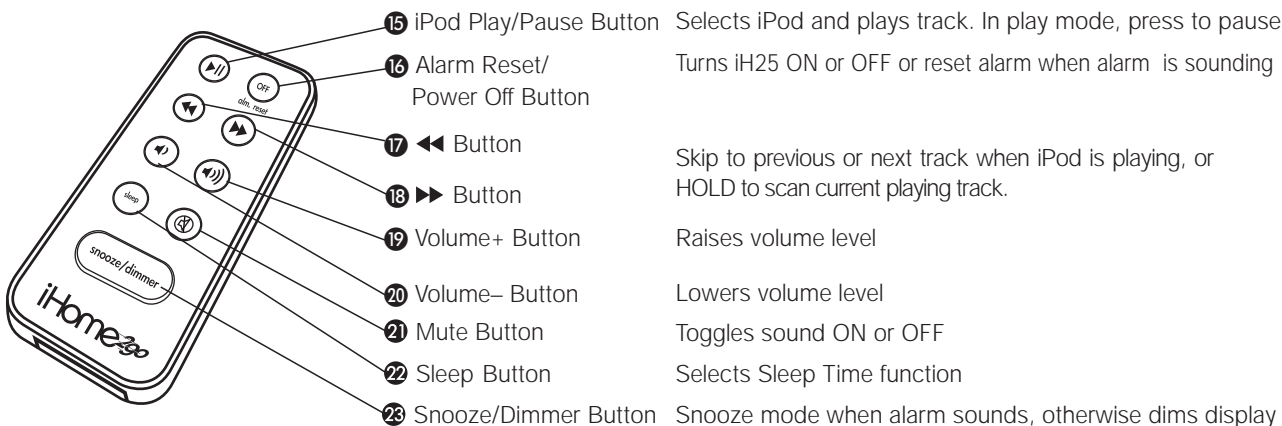 ⓯ iPod Play/Pause Button Selects iPod and plays track. In play mode, press to pause
⓰ Alarm Reset/ Turns iH25 ON or OFF or reset alarm when alarm is sounding
Power Off Button
⓱ ◀◀ Button
Skip to previous or next track when iPod is playing, or
HOLD to scan current playing track.
⓲ ▶▶ Button
⓳ Volume+ Button Raises volume level
⓴ Volume– Button Lowers volume level
㉑ Mute Button Toggles sound ON or OFF
㉒ Sleep Button Selects Sleep Time function
㉓ Snooze/Dimmer Button Snooze mode when alarm sounds, otherwise dims display
OFF
alm. reset
sleep
snooze/dimmer
iHome2go